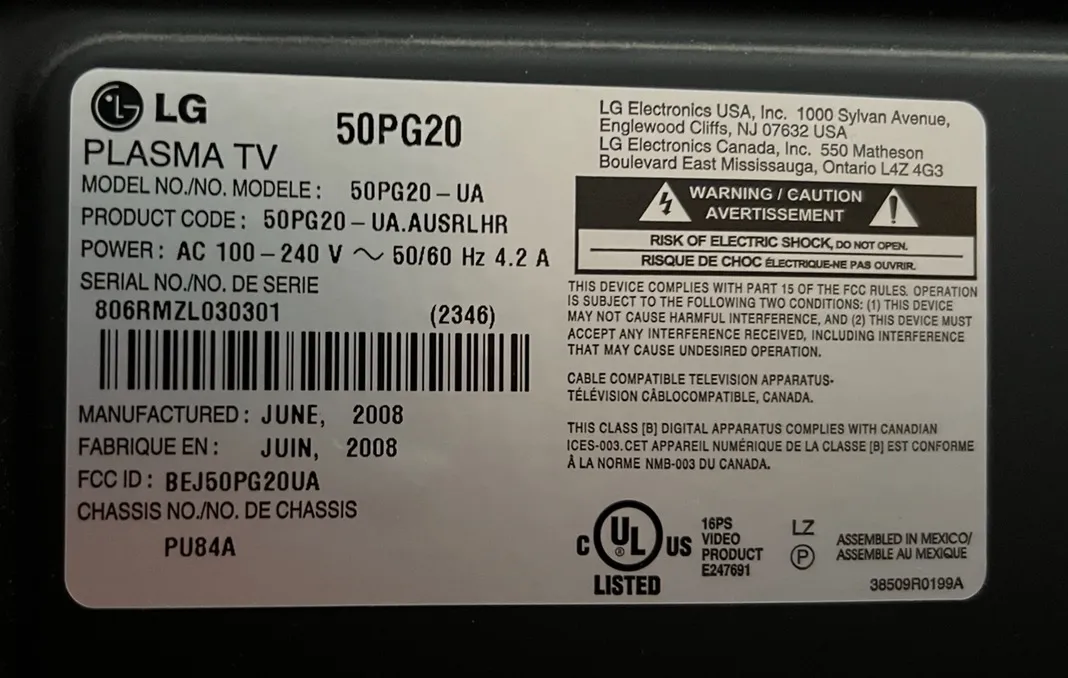 LG
50PG20
PLASMA TV
MODEL NO./NO. MODELE : 50PG20-UA
PRODUCT CODE : 50PG20-UA.AUSRLHR
POWER : AC 100-240 V ~ 50/60 Hz 4.2 A
SERIAL NO./NO. DE SERIE
806RMZL030301 (2346)
MANUFACTURED : JUNE, 2008
FABRIQUE EN : JUIN, 2008
FCC ID : BEJ50PG20UA
CHASSIS NO./NO. DE CHASSIS
PU84A
LG Electronics USA, Inc. 1000 Sylvan Avenue,
Englewood Cliffs, NJ 07632 USA
LG Electronics Canada, Inc. 550 Matheson
Boulevard East Mississauga, Ontario L4Z 4G3
WARNING / CAUTION
AVERTISSEMENT
RISK OF ELECTRIC SHOCK, DO NOT OPEN.
RISQUE DE CHOC ÉLECTRIQUE-NE PAS OUVRIR.
THIS DEVICE COMPLIES WITH PART 15 OF THE FCC RULES. OPERATION
IS SUBJECT TO THE FOLLOWING TWO CONDITIONS: (1) THIS DEVICE
MAY NOT CAUSE HARMFUL INTERFERENCE, AND (2) THIS DEVICE MUST
ACCEPT ANY INTERFERENCE RECEIVED, INCLUDING INTERFERENCE
THAT MAY CAUSE UNDESIRED OPERATION.
CABLE COMPATIBLE TELEVISION APPARATUS-
TÉLÉVISION CÂBLOCOMPATIBLE, CANADA.
THIS CLASS [B] DIGITAL APPARATUS COMPLIES WITH CANADIAN
ICES-003.CET APPAREIL NUMÉRIQUE DE LA CLASSE [B] EST CONFORME
À LA NORME NMB-003 DU CANADA.
C UL ® US
LISTED
16PS
VIDEO
PRODUCT
E247691
LZ
P
ASSEMBLED IN MEXICO/
ASSEMBLE AU MEXIQUE
38509R0199A